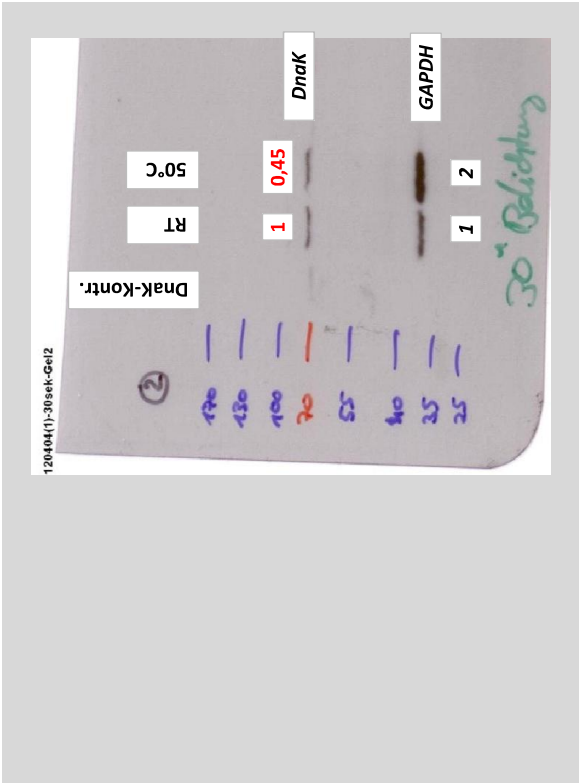 120404(1)-30sek-Gel2
DnaK-Kontr.
RT
50°C
1
0,45
DnaK
GAPDH
1
2
2
170
130
100
70
55
40
35
25
30" Belichtung